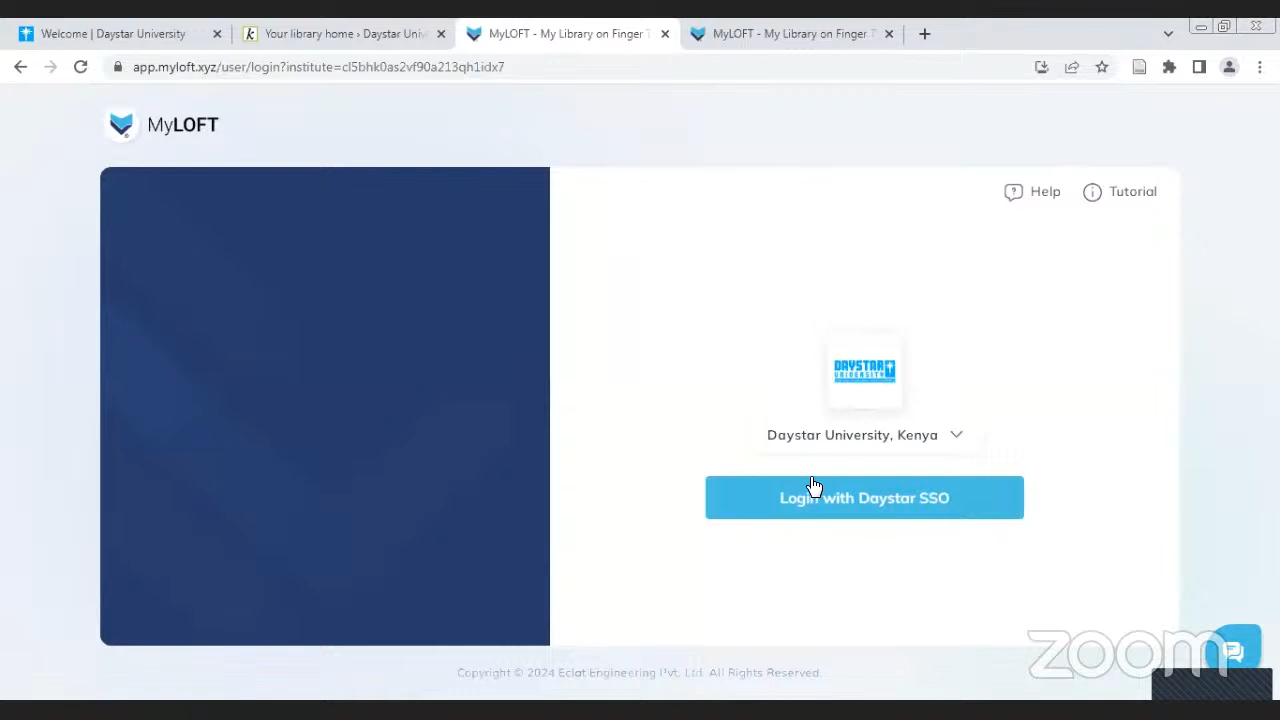 Welcome | Daystar University
Your library home › Daystar Univ
MyLOFT - My Library on Finger T
MyLOFT - My Library on Finger T
app.myloft.xyz/user/login?institute=cl5bhk0as2vf90a213qh1idx7
MyLOFT
Help
Tutorial
DAYSTAR
UNIVERSITY
Daystar University, Kenya
Login with Daystar SSO
zoom
Copyright © 2024 Eclat Engineering Pvt. Ltd. All Rights Reserved.